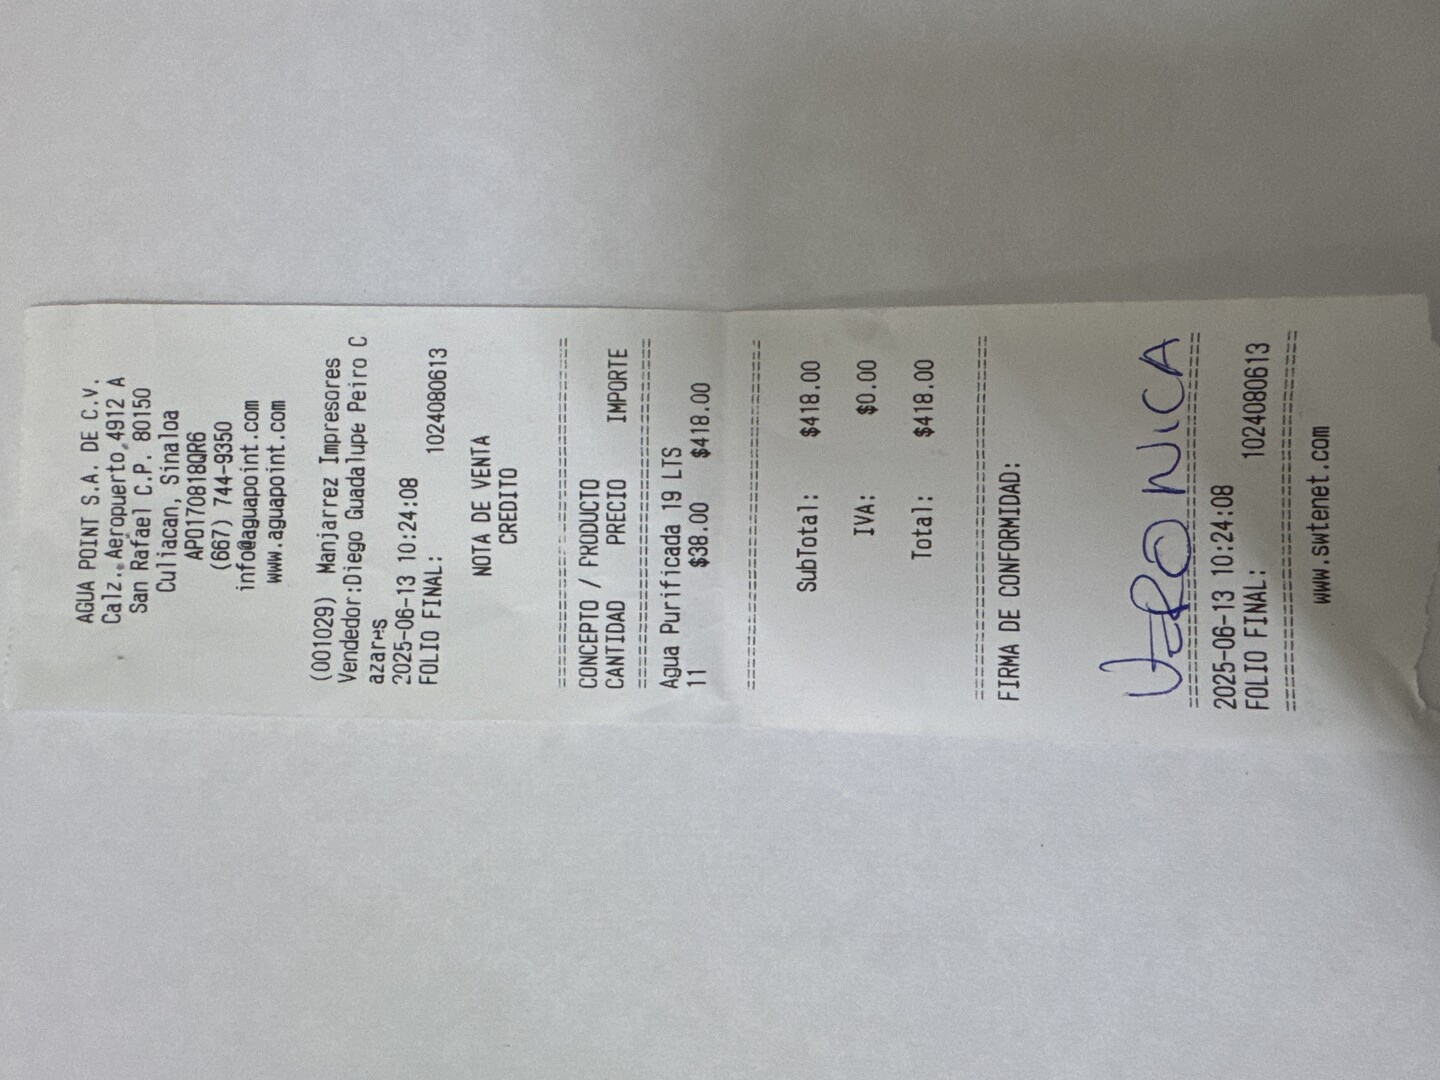 AGUA POINT S.A. DE C.V.
Calz. Aeropuerto 4912 A
San Rafael C.P. 80150
Culiacan, Sinaloa
APO170818QR6
(667) 744-9350
info@aguapoint.com
www.aguapoint.com
(001029) Manjarrez Impresores
Vendedor:Diego Guadalupe Peiro C
azares
2025-06-13 10:24:08
FOLIO FINAL: 1024080613
NOTA DE VENTA
CREDITO
================================
CONCEPTO / PRODUCTO
CANTIDAD PRECIO IMPORTE
================================
Agua Purificada 19 LTS
11 $38.00 $418.00
================================
SubTotal: $418.00
IVA: $0.00
Total: $418.00
================================
FIRMA DE CONFORMIDAD:
VERONICA
================================
2025-06-13 10:24:08
FOLIO FINAL: 1024080613
================================
www.swtenet.com